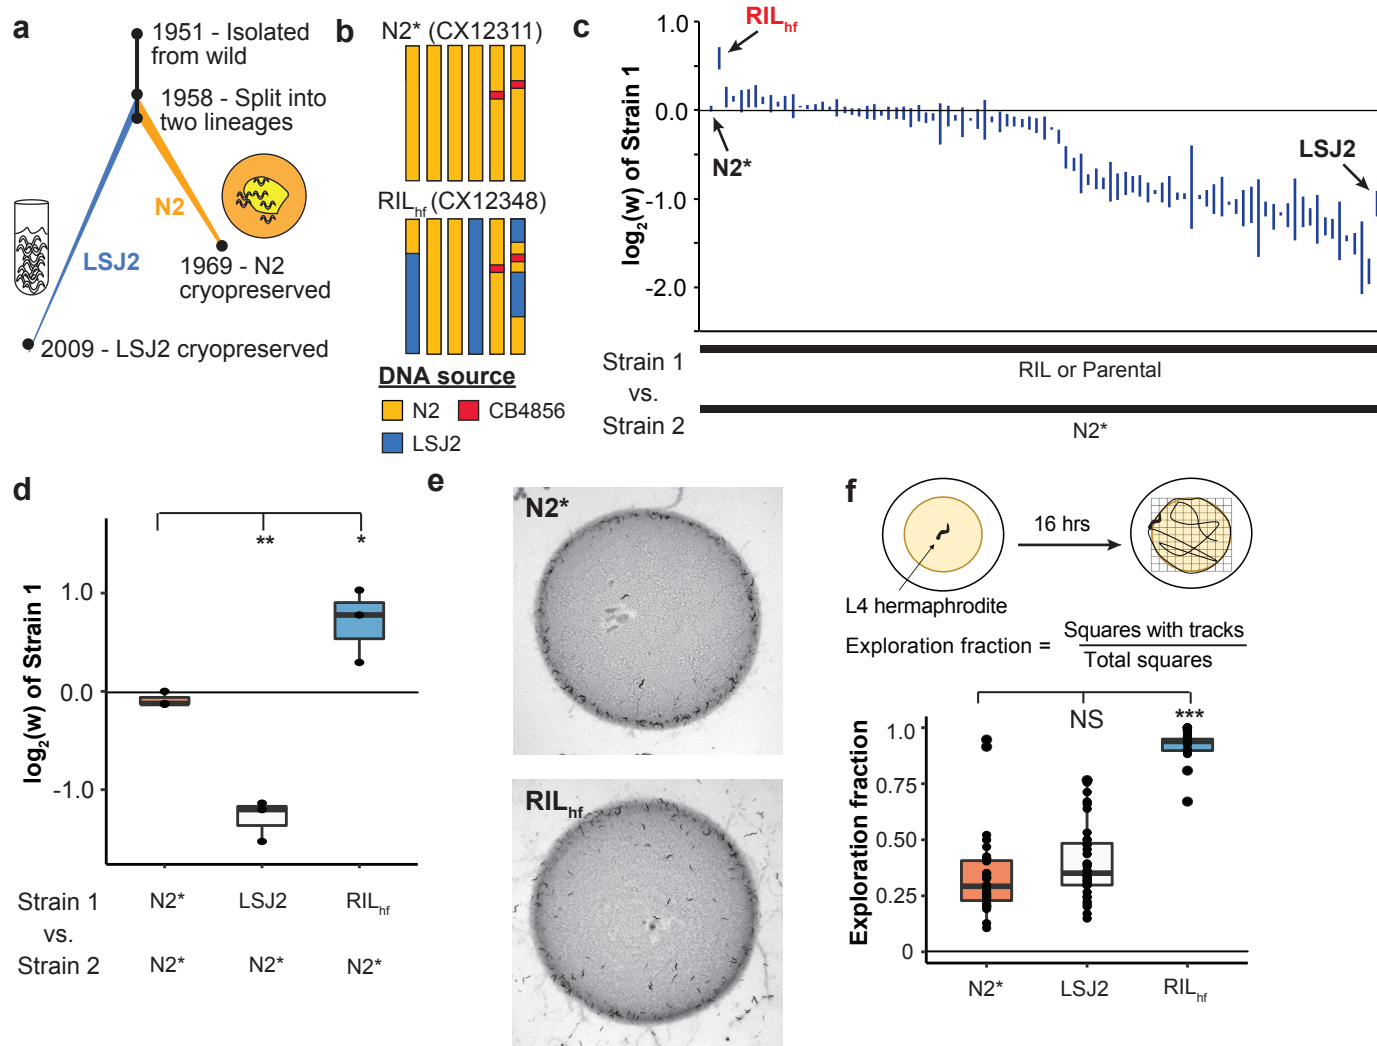 a
1951 - Isolated
from wild
1958 - Split into
two lineages
N2
LSJ2
1969 - N2
cryopreserved
2009 - LSJ2 cryopreserved
b
N2* (CX12311)
RILhf (CX12348)
DNA source
N2
CB4856
LSJ2
c
log2(w) of Strain 1
1.0
0.0
-1.0
-2.0
RILhf
N2*
LSJ2
Strain 1
vs.
Strain 2
RIL or Parental
N2*
d
log2(w) of Strain 1
1.0
0.0
-1.0
**
*
Strain 1
vs.
Strain 2
N2* LSJ2 RILhf
N2* N2* N2*
e
N2*
RILhf
f
16 hrs
L4 hermaphrodite
Exploration fraction = Squares with tracks
Total squares
NS
***
Exploration fraction
1.0
0.75
0.50
0.25
0
N2* LSJ2 RILhf